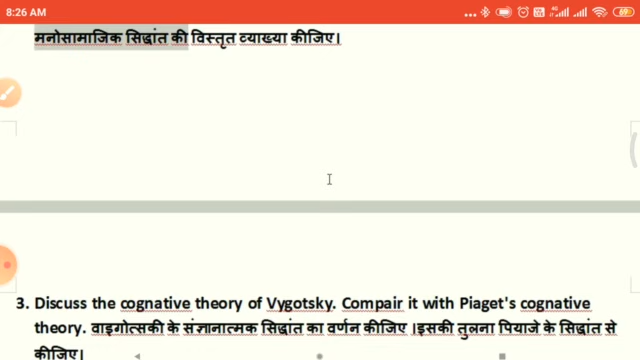 8:26 AM
मनोसामाजिक सिद्धांत की विस्तृत व्याख्या कीजिए।
3. Discuss the cognative theory of Vygotsky. Compair it with Piaget's cognative
theory. वाइगोत्सकी के संज्ञानात्मक सिद्धांत का वर्णन कीजिए ।इसकी तुलना पियाजे के सिद्धांत से
कीजिए।